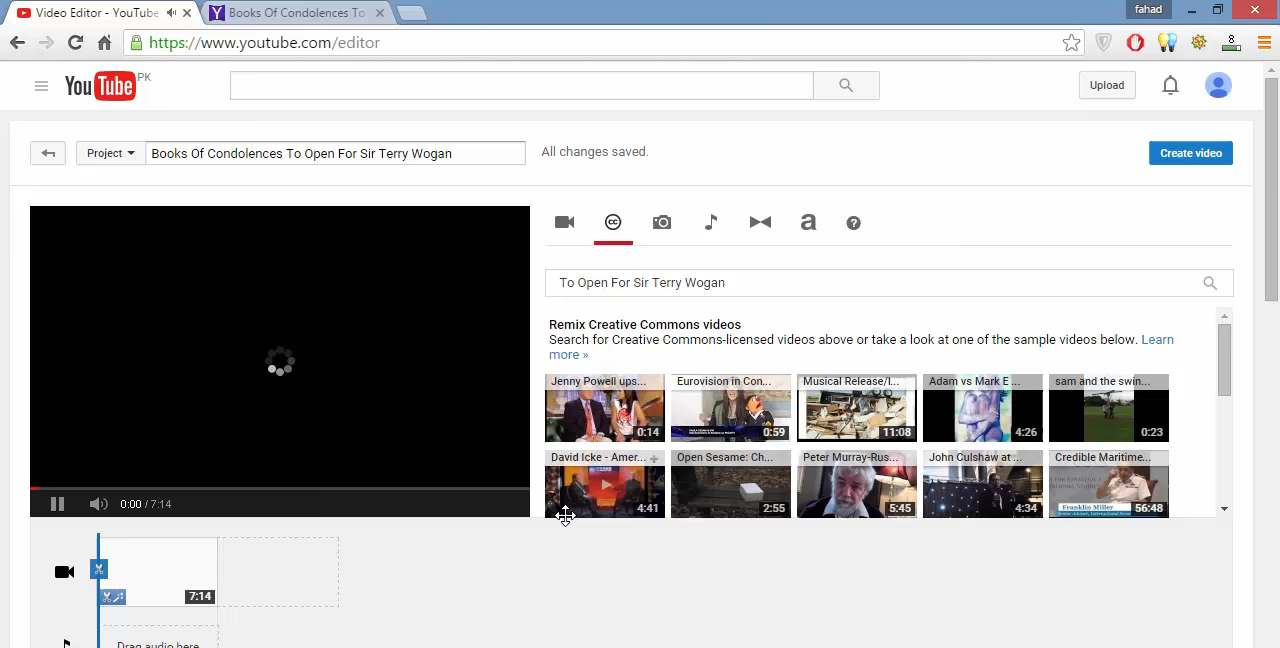 Video Editor - YouTube
Books Of Condolences To
fahad
https://www.youtube.com/editor
8
YouTube PK
Upload
Project
Books Of Condolences To Open For Sir Terry Wogan
All changes saved.
Create video
cc
a
?
To Open For Sir Terry Wogan
Remix Creative Commons videos
Search for Creative Commons-licensed videos above or take a look at one of the sample videos below. Learn
more »
Jenny Powell ups... Eurovision in Con... Musical Release/I... Adam vs Mark E ... sam and the swin...
0:14 0:59 11:08 4:26 0:23
David Icke - Amer... Open Sesame: Ch... Peter Murray-Rus... John Culshaw at ... Credible Maritime...
Franklin Miller
4:41 2:55 5:45 4:34 56:48
0:00 / 7:14
7:14
Drag audio here